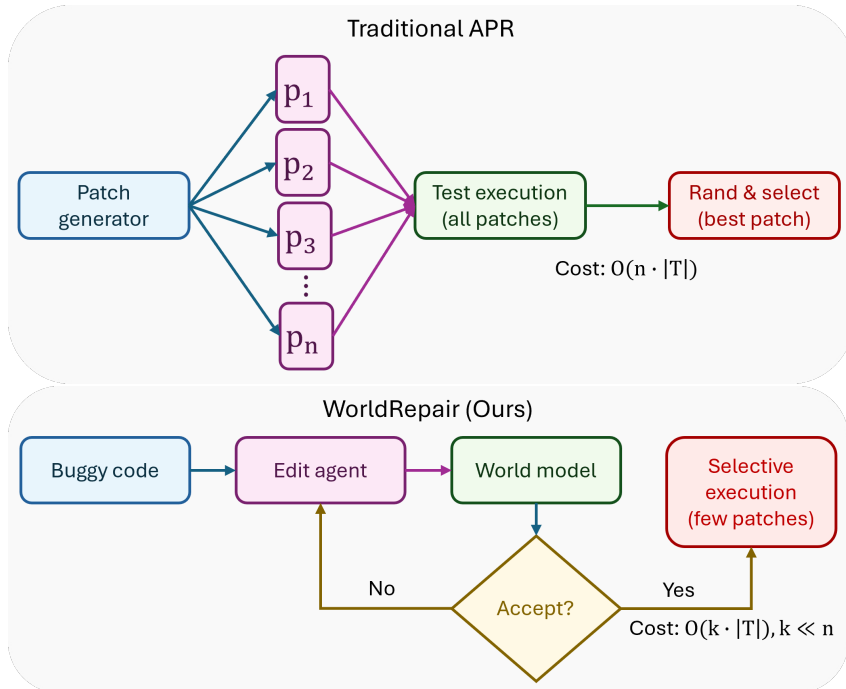 Traditional APR
Patch
generator
p1
p2
p3
⋮
pn
Test execution
(all patches)
Rand & select
(best patch)
Cost: O(n · |T|)
WorldRepair (Ours)
Buggy code
Edit agent
World model
Selective
execution
(few patches)
Accept?
No
Yes
Cost: O(k · |T|), k ≪ n